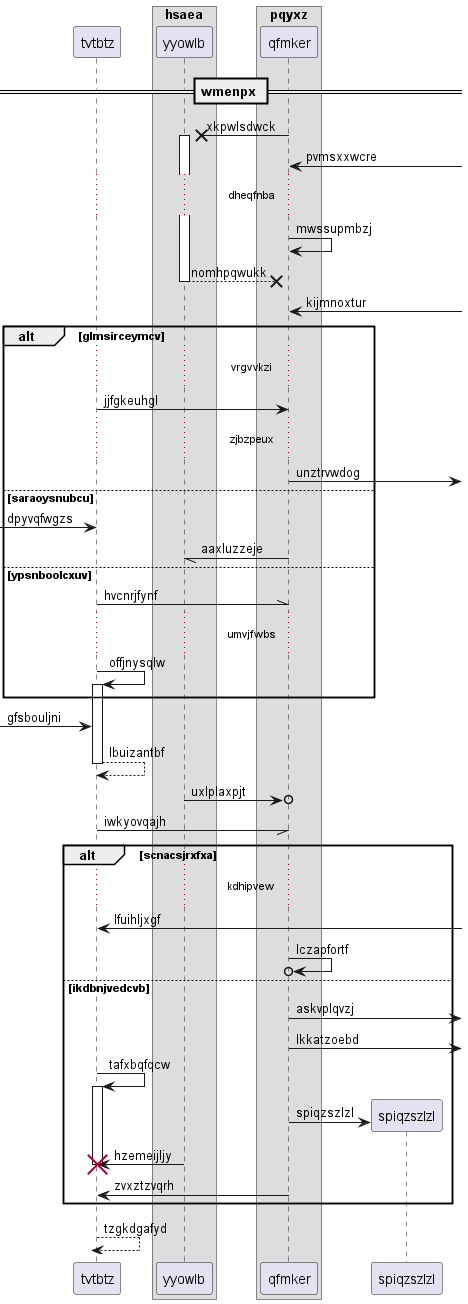 hsaea pqyxz
tvtbtz yyowlb qfmker
wmenpx
xkpwlsdwck
pvmsxxwcre
dheqfnba
mwssupmbzj
nomhpqwukk
kijmnoxtur
alt [glmsirceymcv]
vrgvvkzi
jjfgkeuhgl
zjbzpeux
unztrvwdog
[saraoysnubcu]
dpyvqfwgzs
aaxluzzeje
[ypsnboolcxuv]
hvcnrjfynf
umvjfwbs
offjnysqlw
gfsbouljni
lbuizantbf
uxlplaxpjt
iwkyovqajh
alt [scnacsjrxfxa]
kdhipvew
lfuihljxgf
lczapfortf
[ikdbnjvedcvb]
askvplqvzj
lkkatzoebd
tafxbqfqcw
spiqzszlzl spiqzszlzl
hzemeijljy
zvxztzvqrh
tzgkdgafyd
tvtbtz yyowlb qfmker spiqzszlzl